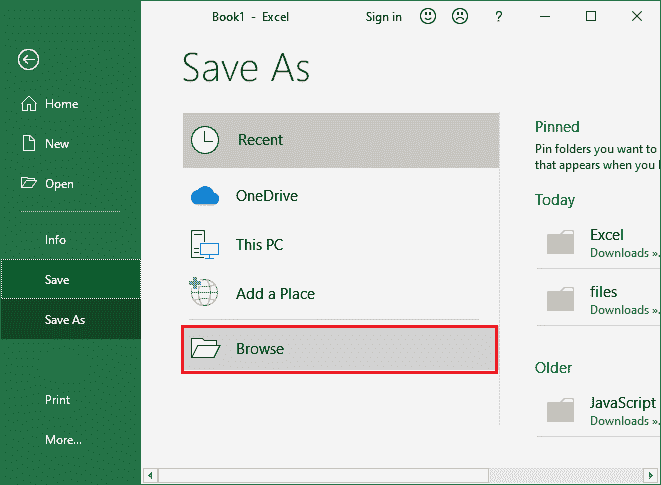 Book1 - Excel
Sign in
?
Save As
Home
New
Open
Info
Save
Save As
Print
More...
Recent
OneDrive
This PC
Add a Place
Browse
Pinned
Pin folders you want to
that appears when you
Today
Excel
Downloads »
files
Downloads »
Older
JavaScript
Downloads »